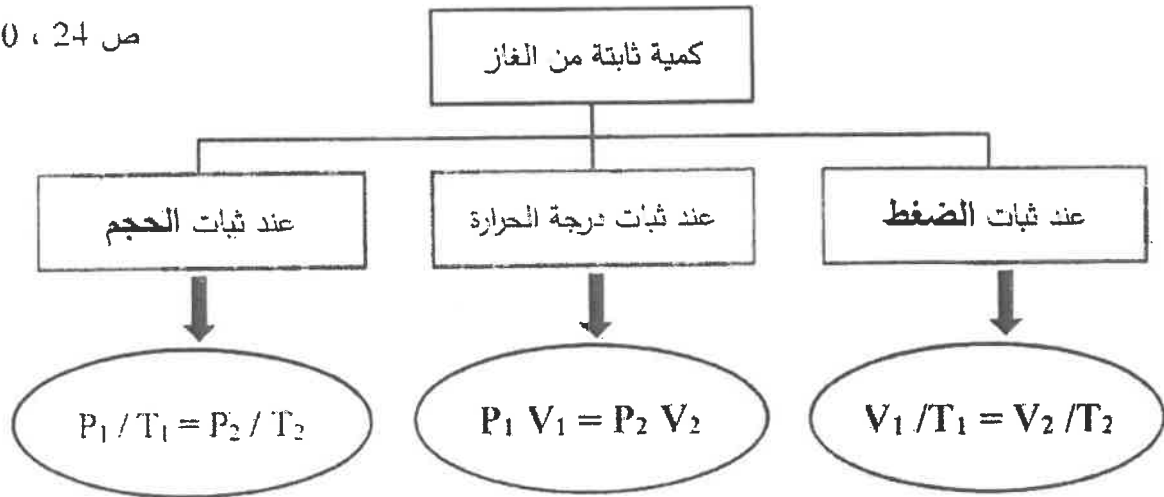 ص 24 ، 0
كمية ثابتة من الغاز
عند ثبات الضغط
عند ثبات درجة الحرارة
عند ثبات الحجم
V₁ /T₁ = V₂ /T₂
P₁ V₁ = P₂ V₂
P₁ / T₁ = P₂ / T₂